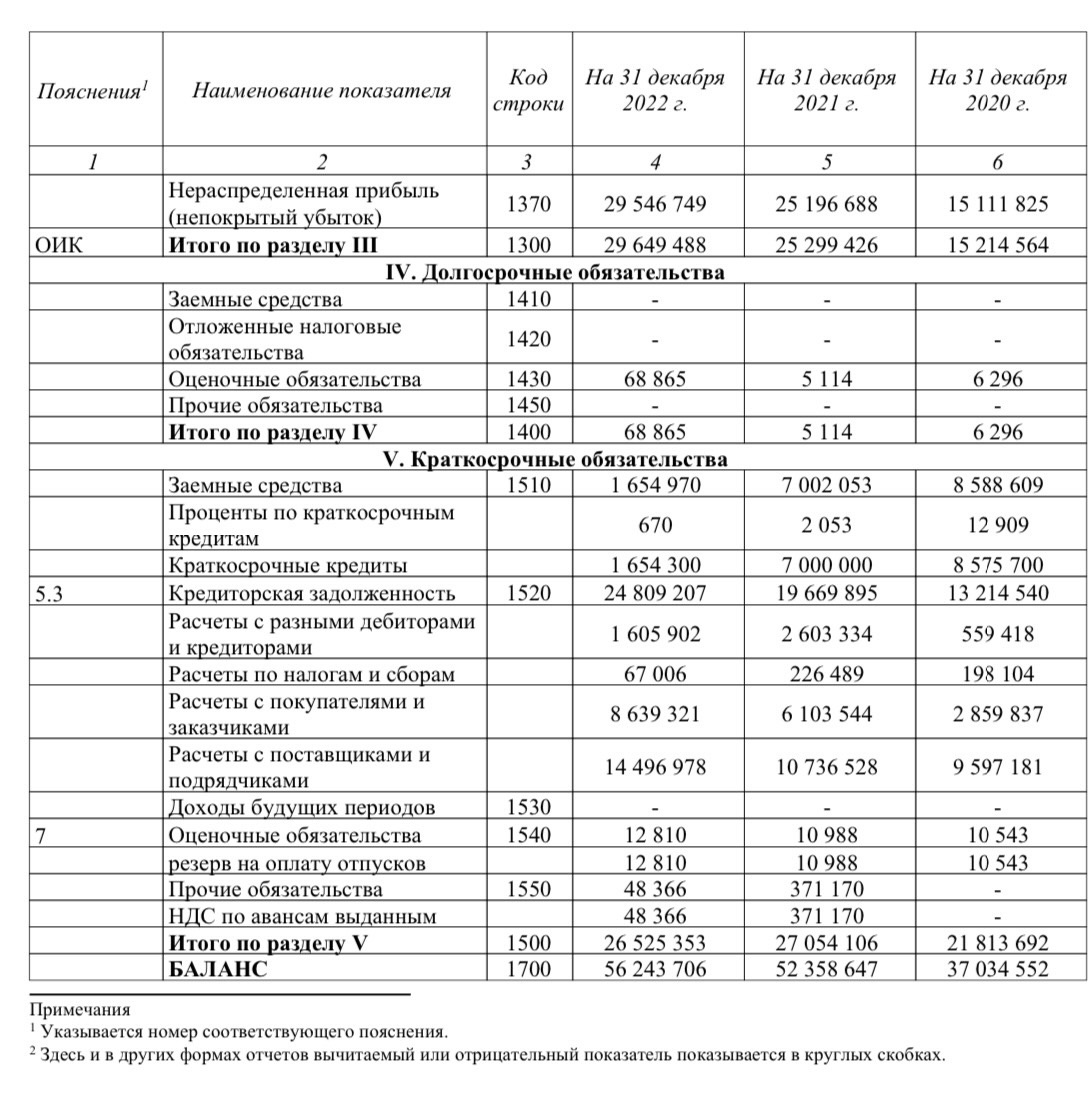 Пояснения¹ Наименование показателя Код строки На 31 декабря 2022 г. На 31 декабря 2021 г. На 31 декабря 2020 г.
1 2 3 4 5 6
Нераспределенная прибыль (непокрытый убыток) 1370 29 546 749 25 196 688 15 111 825
ОИК Итого по разделу III 1300 29 649 488 25 299 426 15 214 564
IV. Долгосрочные обязательства
Заемные средства 1410 - - -
Отложенные налоговые обязательства 1420 - - -
Оценочные обязательства 1430 68 865 5 114 6 296
Прочие обязательства 1450 - - -
Итого по разделу IV 1400 68 865 5 114 6 296
V. Краткосрочные обязательства
Заемные средства 1510 1 654 970 7 002 053 8 588 609
Проценты по краткосрочным кредитам 670 2 053 12 909
Краткосрочные кредиты 1 654 300 7 000 000 8 575 700
5.3 Кредиторская задолженность 1520 24 809 207 19 669 895 13 214 540
Расчеты с разными дебиторами и кредиторами 1 605 902 2 603 334 559 418
Расчеты по налогам и сборам 67 006 226 489 198 104
Расчеты с покупателями и заказчиками 8 639 321 6 103 544 2 859 837
Расчеты с поставщиками и подрядчиками 14 496 978 10 736 528 9 597 181
Доходы будущих периодов 1530 - - -
7 Оценочные обязательства 1540 12 810 10 988 10 543
резерв на оплату отпусков 12 810 10 988 10 543
Прочие обязательства 1550 48 366 371 170 -
НДС по авансам выданным 48 366 371 170 -
Итого по разделу V 1500 26 525 353 27 054 106 21 813 692
БАЛАНС 1700 56 243 706 52 358 647 37 034 552
Примечания
¹ Указывается номер соответствующего пояснения.
² Здесь и в других формах отчетов вычитаемый или отрицательный показатель показывается в круглых скобках.